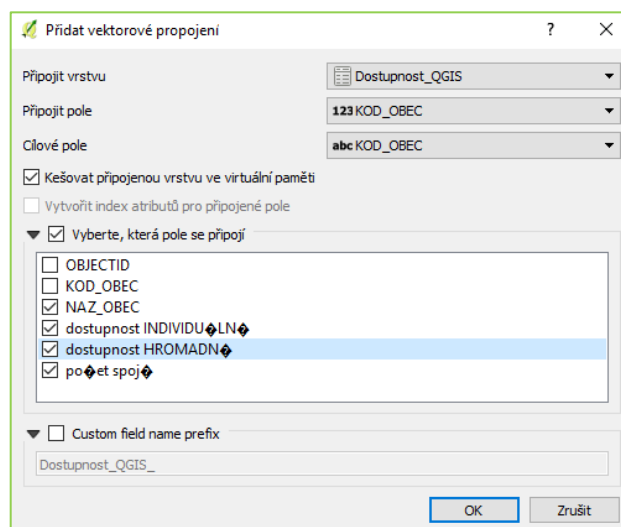 Přidat vektorové propojení
Připojit vrstvu Dostupnost_QGIS
Připojit pole 123 KOD_OBEC
Cílové pole abc KOD_OBEC
Kešovat připojenou vrstvu ve virtuální paměti
Vytvořit index atributů pro připojené pole
Vyberte, která pole se připojí
OBJECTID
KOD_OBEC
NAZ_OBEC
dostupnost INDIVIDU�LN�
dostupnost HROMADN�
po�et spoj�
Custom field name prefix
Dostupnost_QGIS_
OK Zrušit